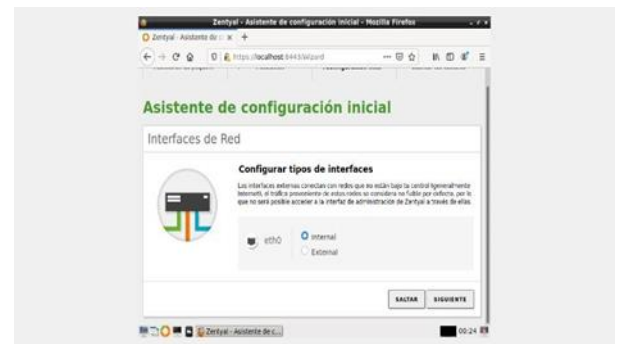 Zentyal - Asistente de configuración inicial - Mozilla Firefox
Zentyal - Asistente de
https://localhost:8443/wizard
Asistente de configuración inicial
Interfaces de Red
Configurar tipos de interfaces
Las interfaces externas conectan con redes que no están bajo tu control (generalmente
Internet), el tráfico proveniente de estas redes se considera no fiable por defecto, por lo
que no será posible acceder a la interfaz de administración de Zentyal a través de ellas.
eth0
Internal
External
SALTAR SIGUIENTE
Zentyal - Asistente de c...
00:24